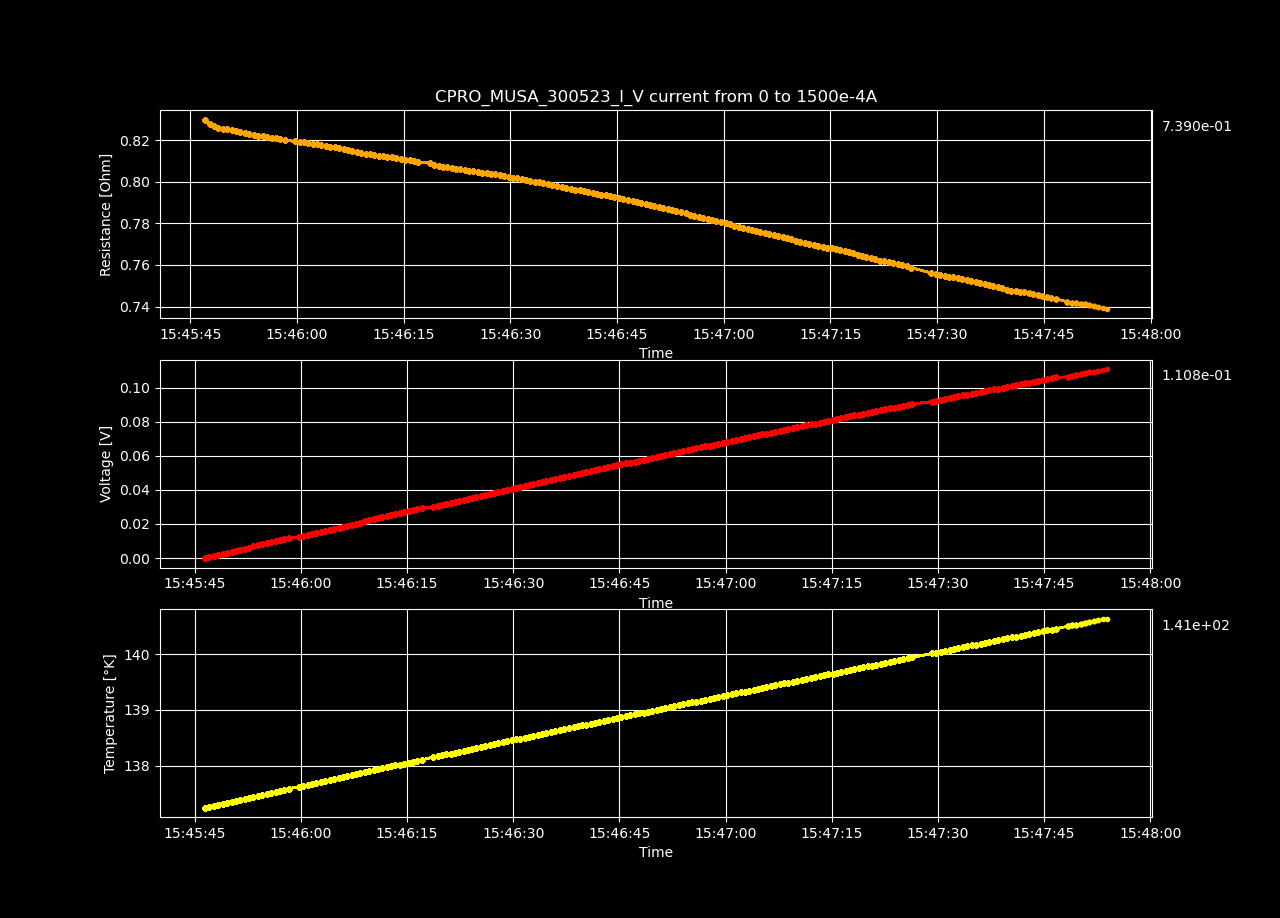 CPRO_MUSA_300523_I_V current from 0 to 1500e-4A
7.390e-01
Resistance [Ohm]
0.82
0.80
0.78
0.76
0.74
15:45:45 15:46:00 15:46:15 15:46:30 15:46:45 15:47:00 15:47:15 15:47:30 15:47:45 15:48:00
Time
1.108e-01
Voltage [V]
0.10
0.08
0.06
0.04
0.02
0.00
15:45:45 15:46:00 15:46:15 15:46:30 15:46:45 15:47:00 15:47:15 15:47:30 15:47:45 15:48:00
Time
1.41e+02
Temperature [°K]
140
139
138
15:45:45 15:46:00 15:46:15 15:46:30 15:46:45 15:47:00 15:47:15 15:47:30 15:47:45 15:48:00
Time